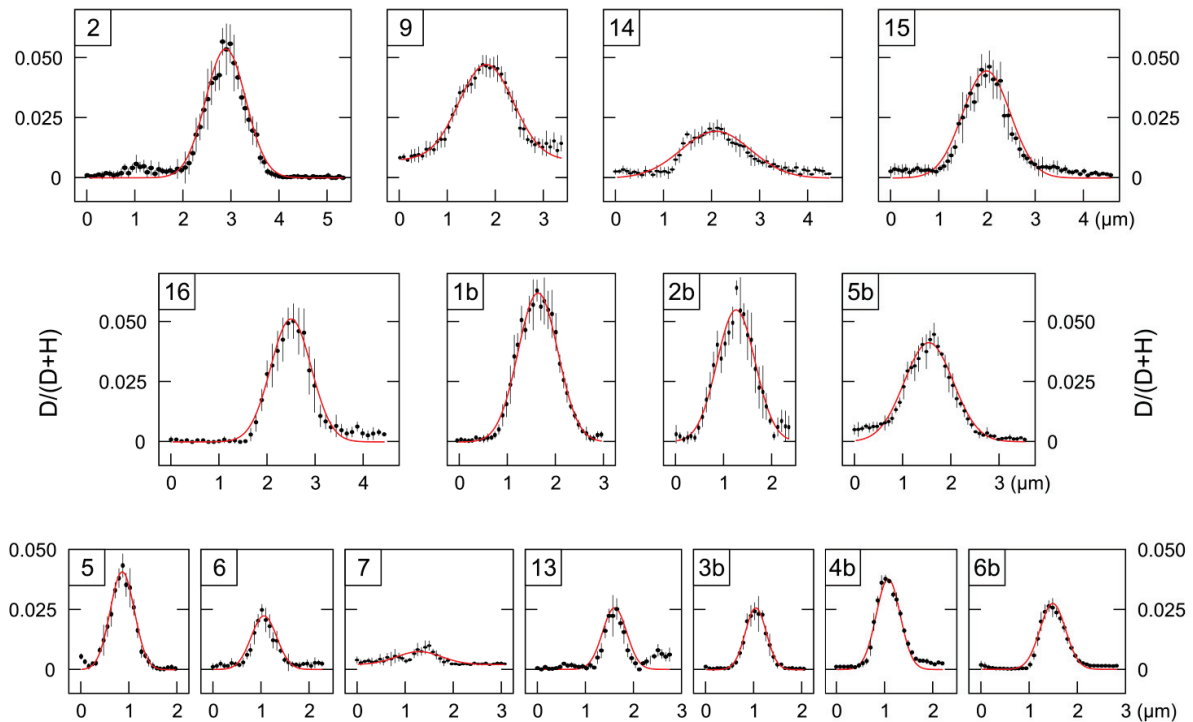 2 9 14 15
0.050 0.050
0.025 0.025
0 0
0 1 2 3 4 5 0 1 2 3 0 1 2 3 4 0 1 2 3 4 (µm)
16 1b 2b 5b
0.050 0.050
0.025 0.025
0 0
D/(D+H) D/(D+H)
0 1 2 3 4 0 1 2 3 0 1 2 0 1 2 3 (µm)
0.050 0.050
5 6 7 13 3b 4b 6b
0.025 0.025
0 0
0 1 2 0 1 2 0 1 2 3 0 1 2 3 0 1 2 0 1 2 0 1 2 3
(µm)